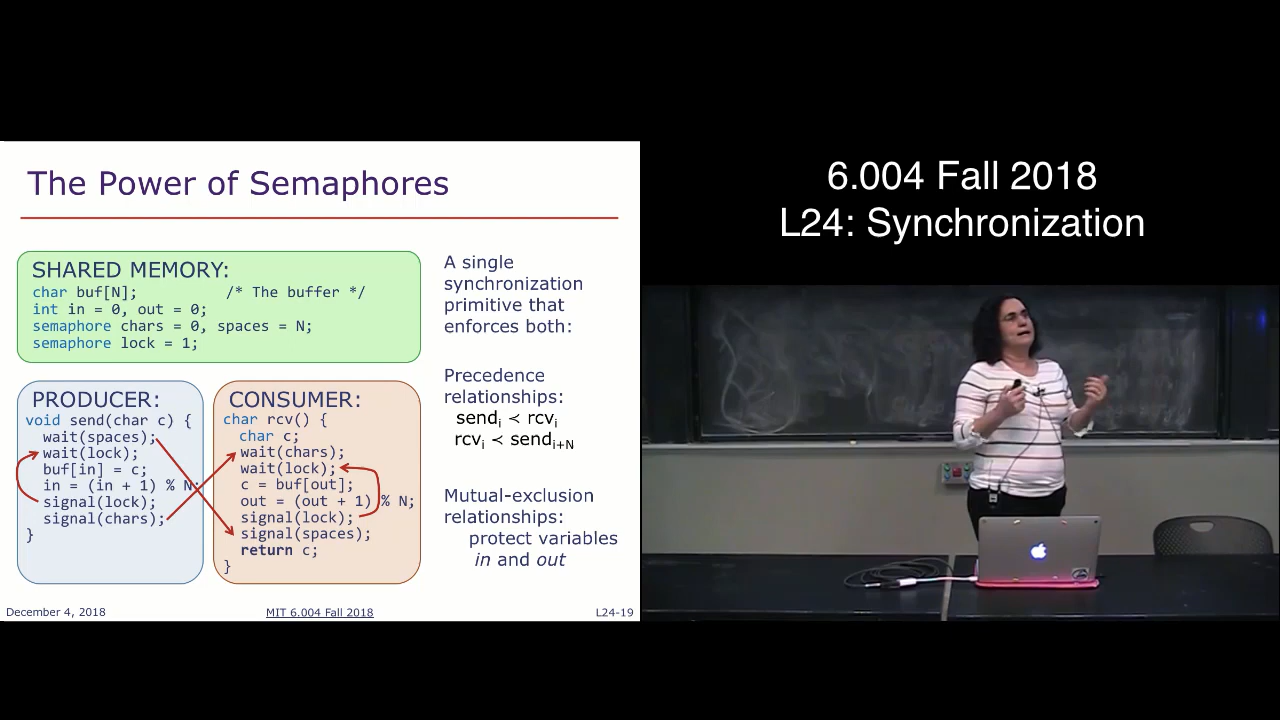 The Power of Semaphores
SHARED MEMORY:
char buf[N];          /* The buffer */
int in = 0, out = 0;
semaphore chars = 0, spaces = N;
semaphore lock = 1;
PRODUCER:
void send(char c) {
  wait(spaces);
  wait(lock);
  buf[in] = c;
  in = (in + 1) % N;
  signal(lock);
  signal(chars);
}
CONSUMER:
char rcv() {
  char c;
  wait(chars);
  wait(lock);
  c = buf[out];
  out = (out + 1) % N;
  signal(lock);
  signal(spaces);
  return c;
}
A single
synchronization
primitive that
enforces both:
Precedence
relationships:
sendᵢ ≺ rcvᵢ
rcvᵢ ≺ sendᵢ₊N
Mutual-exclusion
relationships:
protect variables
in and out
December 4, 2018
MIT 6.004 Fall 2018
L24-19
6.004 Fall 2018
L24: Synchronization